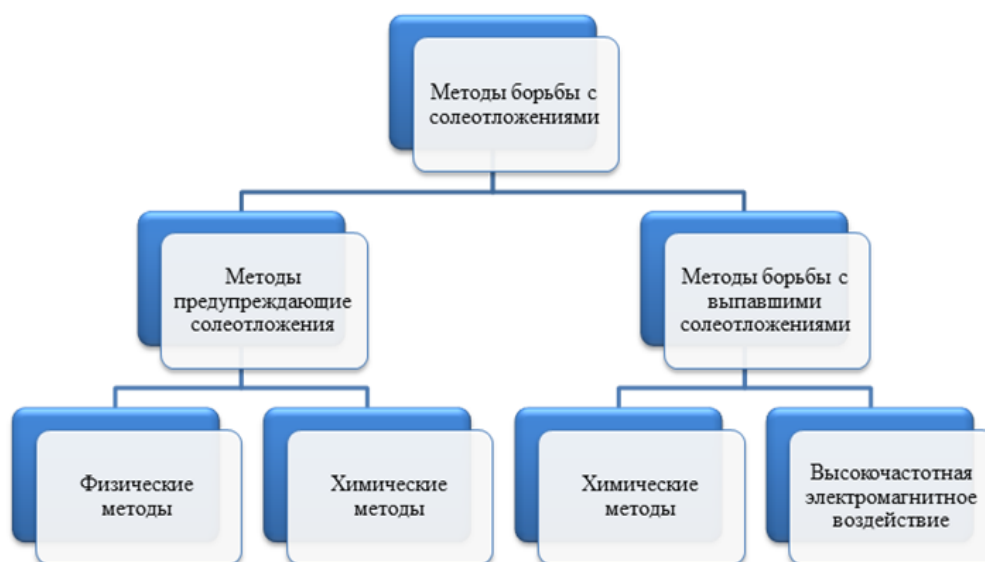 Методы борьбы с
солеотложениями
Методы
предупреждающие
солеотложения
Методы борьбы с
выпавшими
солеотложениями
Физические
методы
Химические
методы
Химические
методы
Высокочастотная
электромагнитное
воздействие